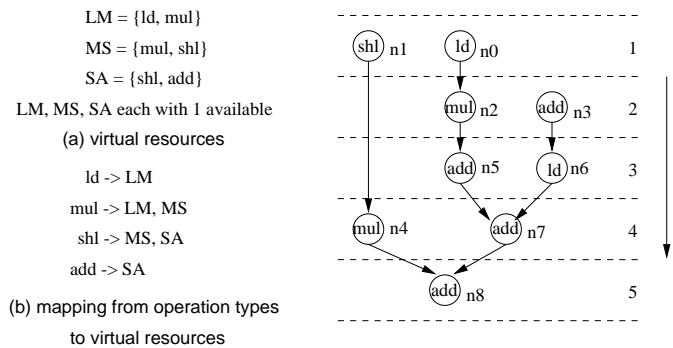 LM = {ld, mul}
MS = {mul, shl}
SA = {shl, add}
LM, MS, SA each with 1 available
(a) virtual resources
ld -> LM
mul -> LM, MS
shl -> MS, SA
add -> SA
(b) mapping from operation types
to virtual resources
shl n1 ld n0 1
mul n2 add n3 2
add n5 ld n6 3
mul n4 add n7 4
add n8 5